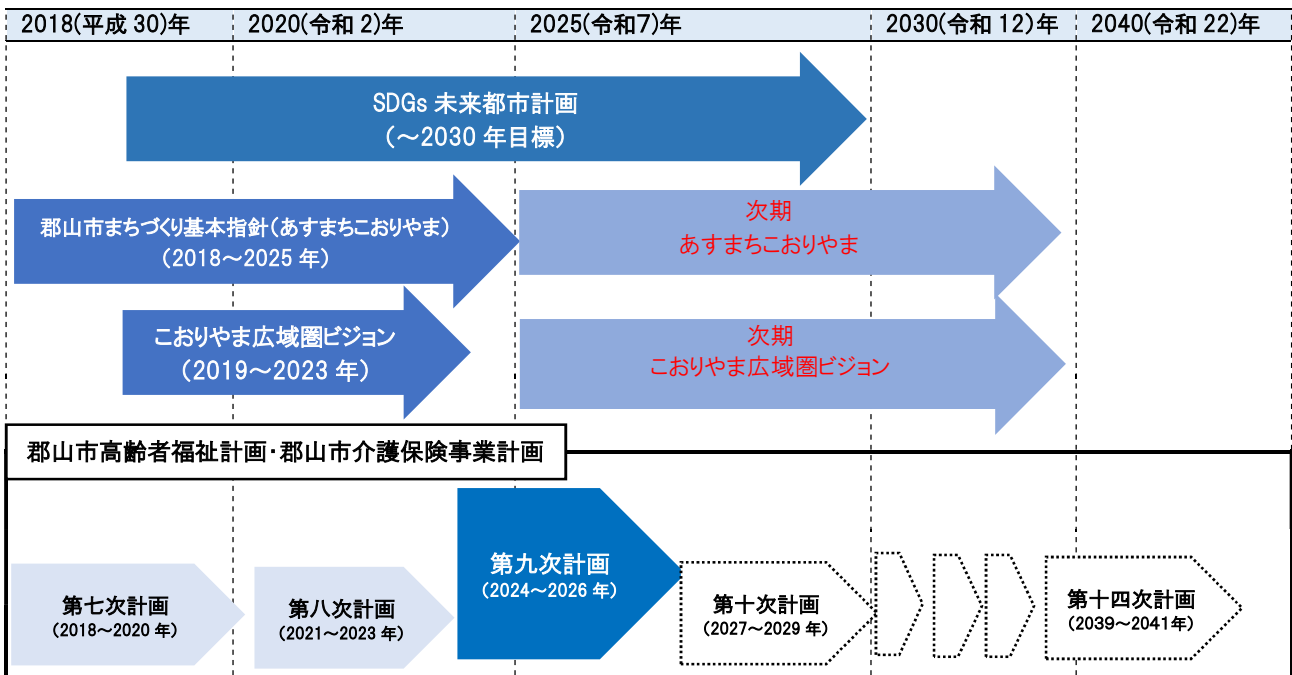 2018(平成 30)年
2020(令和 2)年
2025(令和7)年
2030(令和 12)年
2040(令和 22)年
SDGs 未来都市計画
(～2030 年目標)
郡山市まちづくり基本指針(あすまちこおりやま)
(2018～2025 年)
次期
あすまちこおりやま
こおりやま広域圏ビジョン
(2019～2023 年)
次期
こおりやま広域圏ビジョン
郡山市高齢者福祉計画・郡山市介護保険事業計画
第七次計画
(2018～2020 年)
第八次計画
(2021～2023 年)
第九次計画
(2024～2026 年)
第十次計画
(2027～2029 年)
第十四次計画
(2039～2041年)